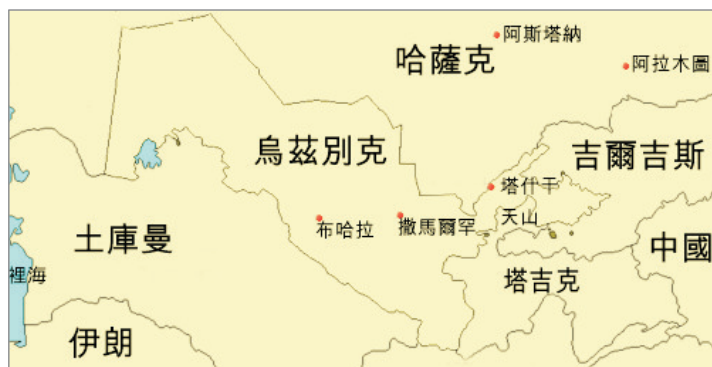 阿斯塔納
哈薩克
阿拉木圖
烏茲別克
吉爾吉斯
塔什干
天山
布哈拉
撒馬爾罕
土庫曼
中國
裡海
塔吉克
伊朗